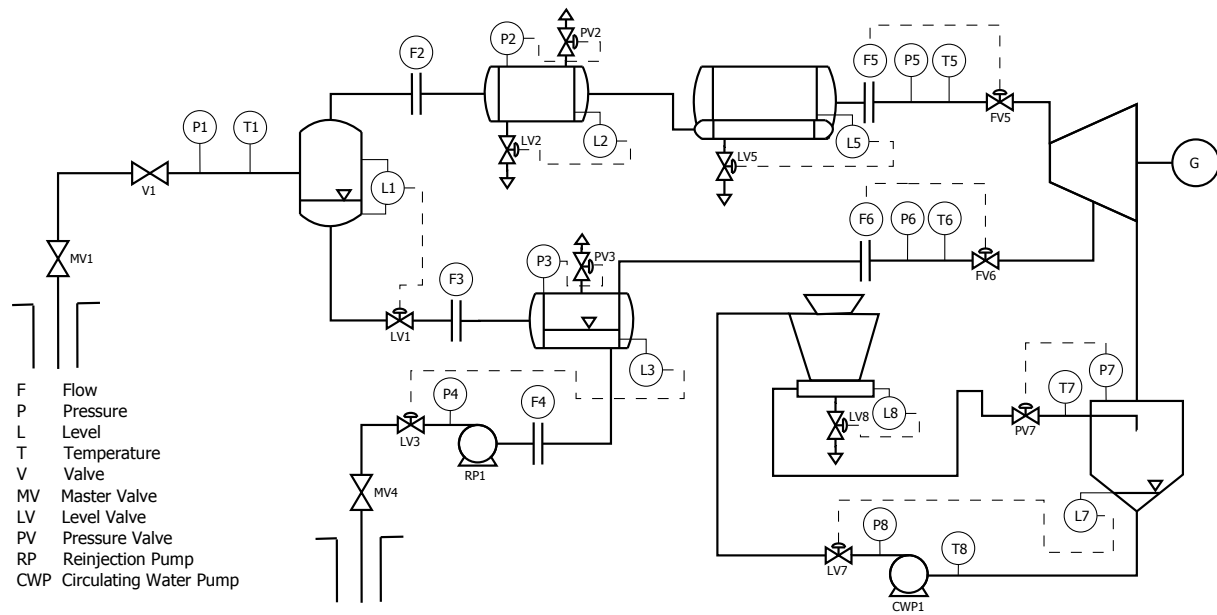 F2
P2
PV2
F5
P5
T5
P1
T1
LV2
L2
LV5
L5
FV5
V1
L1
G
F6
P6
T6
MV1
F3
P3
PV3
FV6
LV1
L3
P7
F Flow
P Pressure
L Level
T Temperature
V Valve
MV Master Valve
LV Level Valve
PV Pressure Valve
RP Reinjection Pump
CWP Circulating Water Pump
P4
F4
LV3
RP1
MV4
LV8
L8
T7
PV7
L7
P8
T8
LV7
CWP1